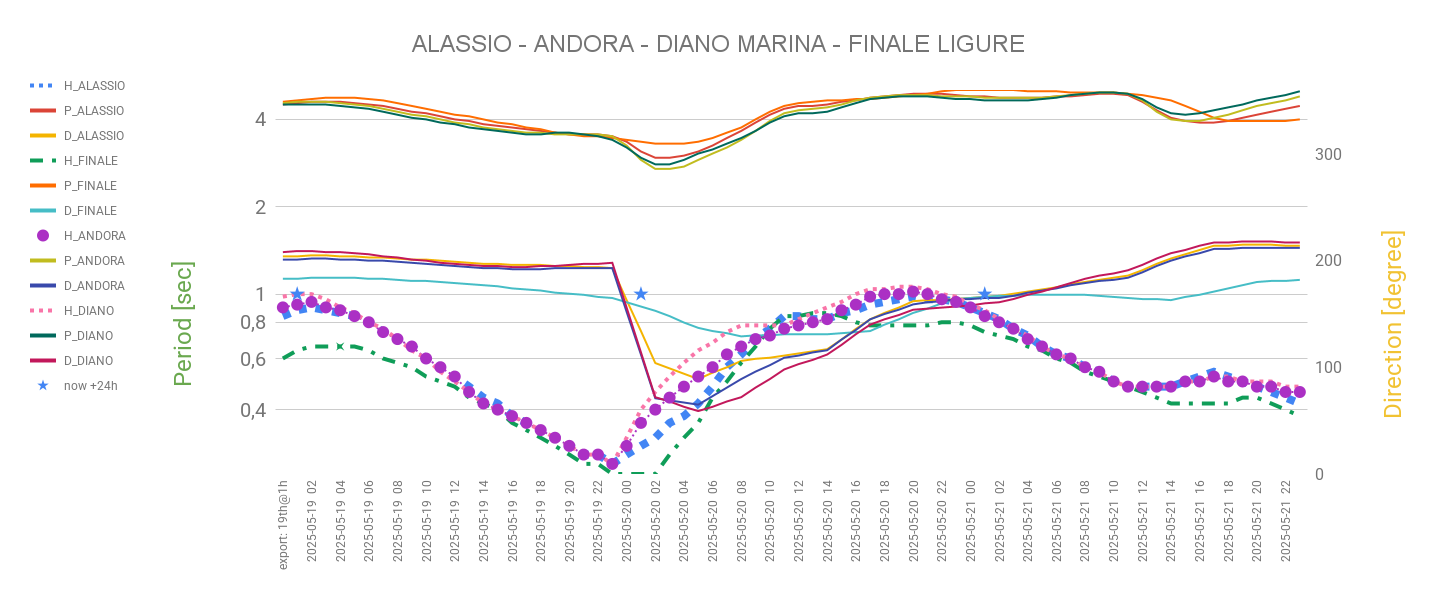 ALASSIO - ANDORA - DIANO MARINA - FINALE LIGURE
H_ALASSIO
P_ALASSIO
D_ALASSIO
H_FINALE
P_FINALE
D_FINALE
H_ANDORA
P_ANDORA
D_ANDORA
H_DIANO
P_DIANO
D_DIANO
now +24h
Period [sec]
4
2
1
0,8
0,6
0,4
300
200
100
0
Direction [degree]
export: 19th@1h
2025-05-19 02
2025-05-19 04
2025-05-19 06
2025-05-19 08
2025-05-19 10
2025-05-19 12
2025-05-19 14
2025-05-19 16
2025-05-19 18
2025-05-19 20
2025-05-19 22
2025-05-20 00
2025-05-20 02
2025-05-20 04
2025-05-20 06
2025-05-20 08
2025-05-20 10
2025-05-20 12
2025-05-20 14
2025-05-20 16
2025-05-20 18
2025-05-20 20
2025-05-20 22
2025-05-21 00
2025-05-21 02
2025-05-21 04
2025-05-21 06
2025-05-21 08
2025-05-21 10
2025-05-21 12
2025-05-21 14
2025-05-21 16
2025-05-21 18
2025-05-21 20
2025-05-21 22